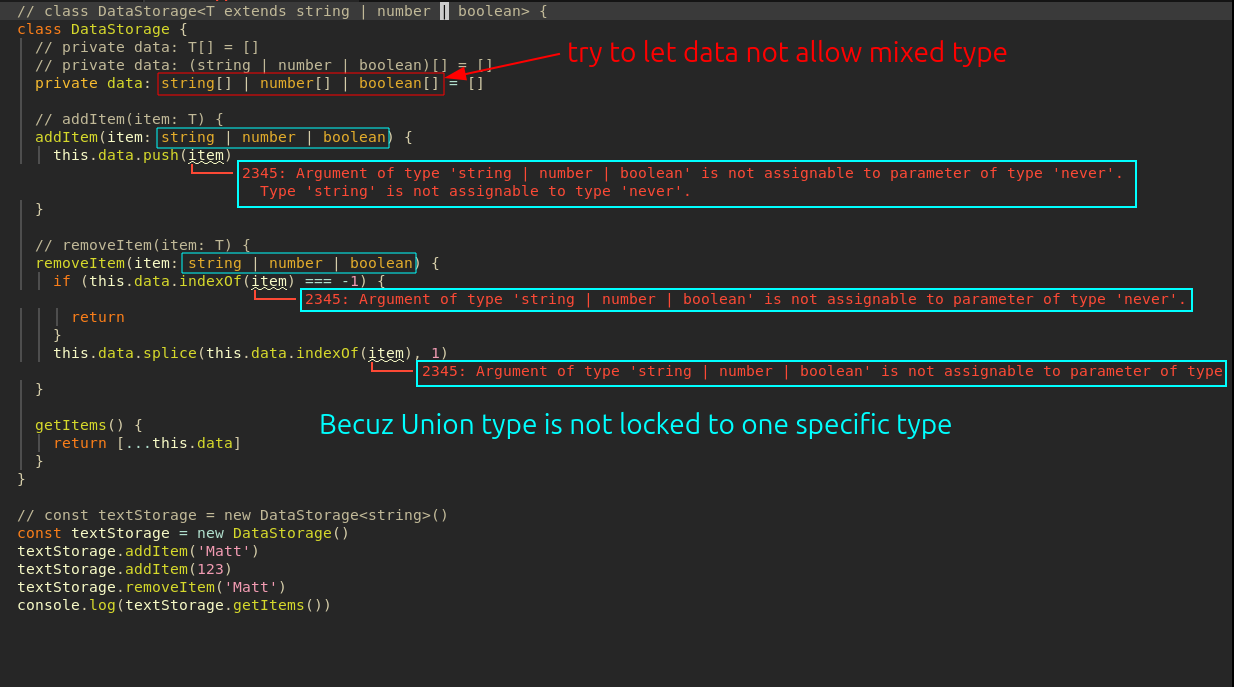 // class DataStorage<T extends string | number | boolean> {
class DataStorage {
// private data: T[] = []
// private data: (string | number | boolean)[] = []
try to let data not allow mixed type
private data: string[] | number[] | boolean[] = []
// addItem(item: T) {
addItem(item: string | number | boolean) {
this.data.push(item)
2345: Argument of type 'string | number | boolean' is not assignable to parameter of type 'never'.
Type 'string' is not assignable to type 'never'.
}
// removeItem(item: T) {
removeItem(item: string | number | boolean) {
if (this.data.indexOf(item) === -1) {
2345: Argument of type 'string | number | boolean' is not assignable to parameter of type 'never'.
return
}
this.data.splice(this.data.indexOf(item), 1)
2345: Argument of type 'string | number | boolean' is not assignable to parameter of type
}
Becuz Union type is not locked to one specific type
getItems() {
return [...this.data]
}
}
// const textStorage = new DataStorage<string>()
const textStorage = new DataStorage()
textStorage.addItem('Matt')
textStorage.addItem(123)
textStorage.removeItem('Matt')
console.log(textStorage.getItems())